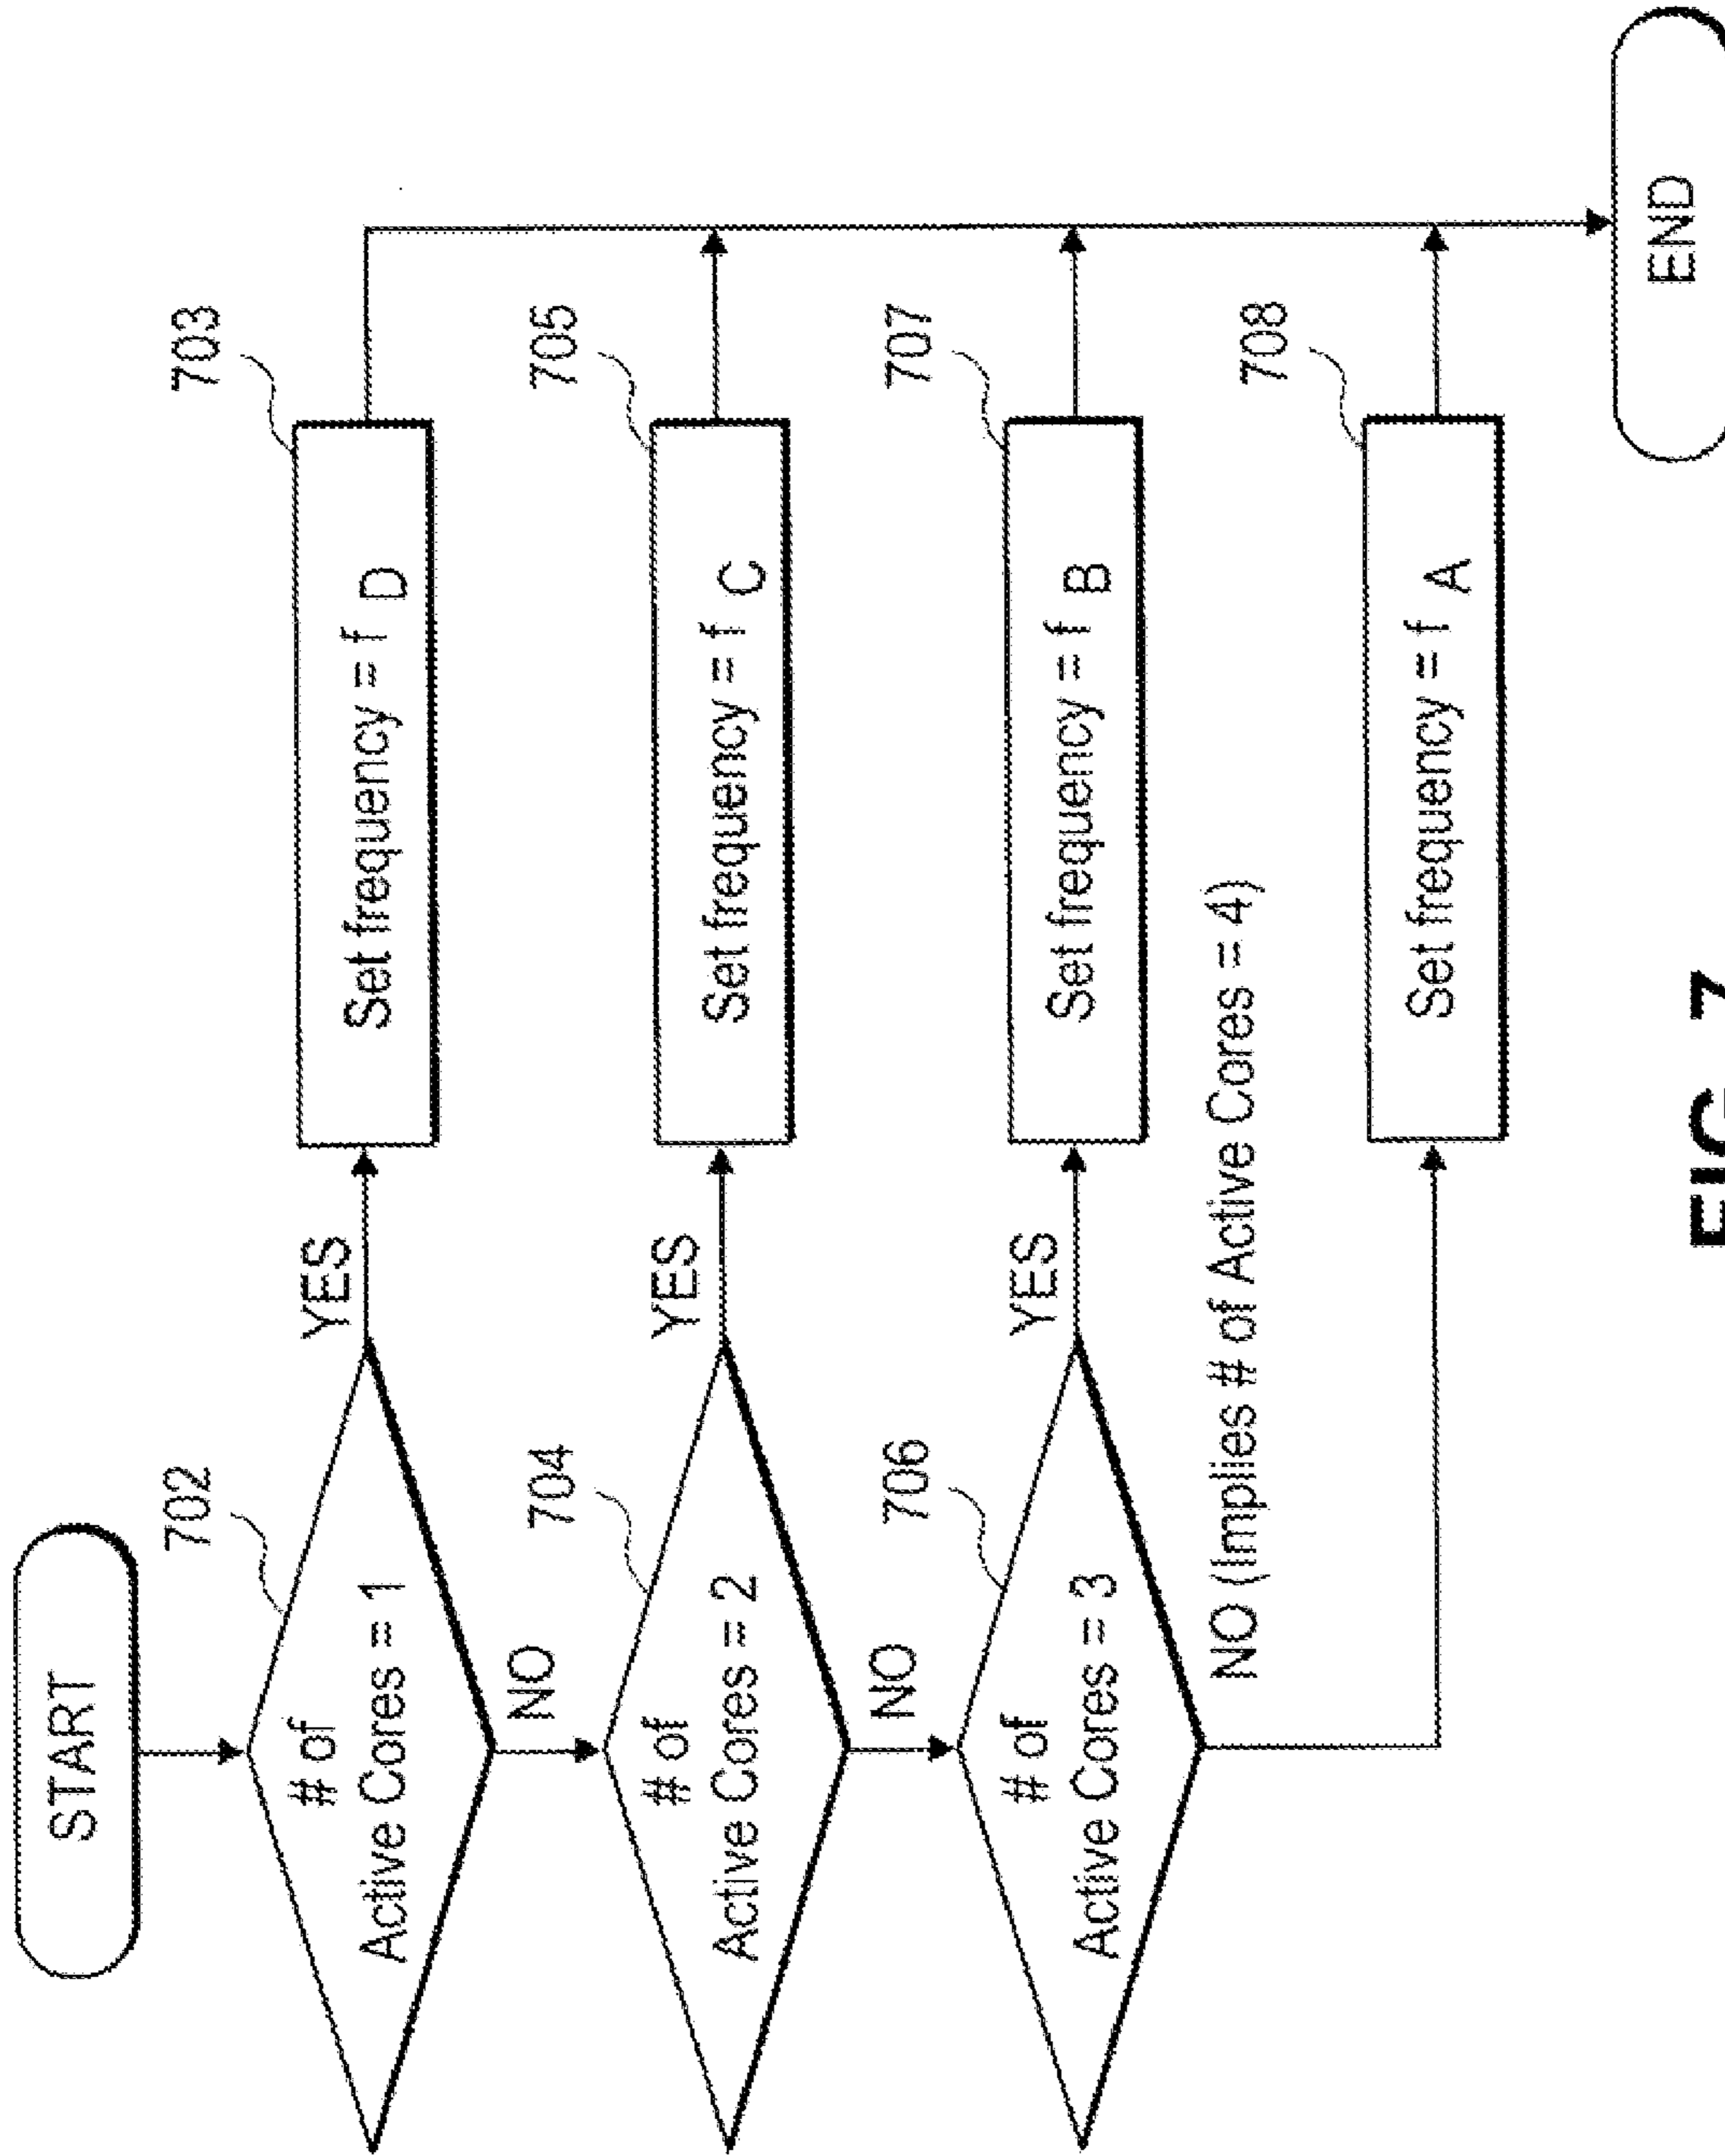 START
702
# of
Active Cores = 1
YES
703
Set frequency = f D
NO
704
# of
Active Cores = 2
YES
705
Set frequency = f C
NO
706
# of
Active Cores = 3
YES
707
Set frequency = f B
NO (Implies # of Active Cores = 4)
708
Set frequency = f A
END
FIG. 7